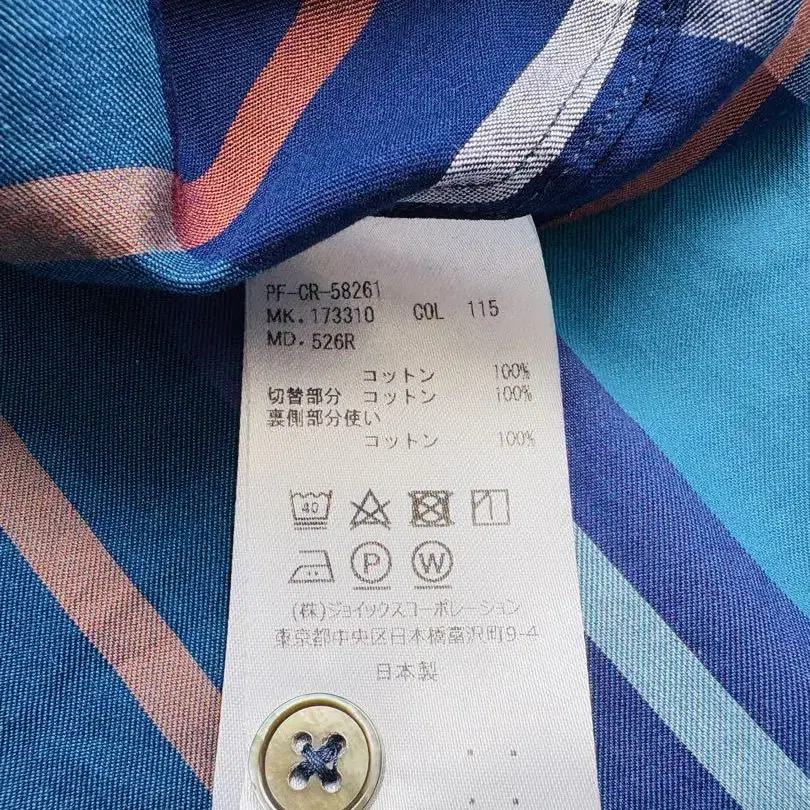 PF-CR-58261
MK.173310 COL 115
MD.526R
コットン 100%
切替部分 コットン 100%
裏側部分使い
コットン 100%
40
P W
(株)ジョイックスコーポレーション
東京都中央区日本橋富沢町9-4
日本製